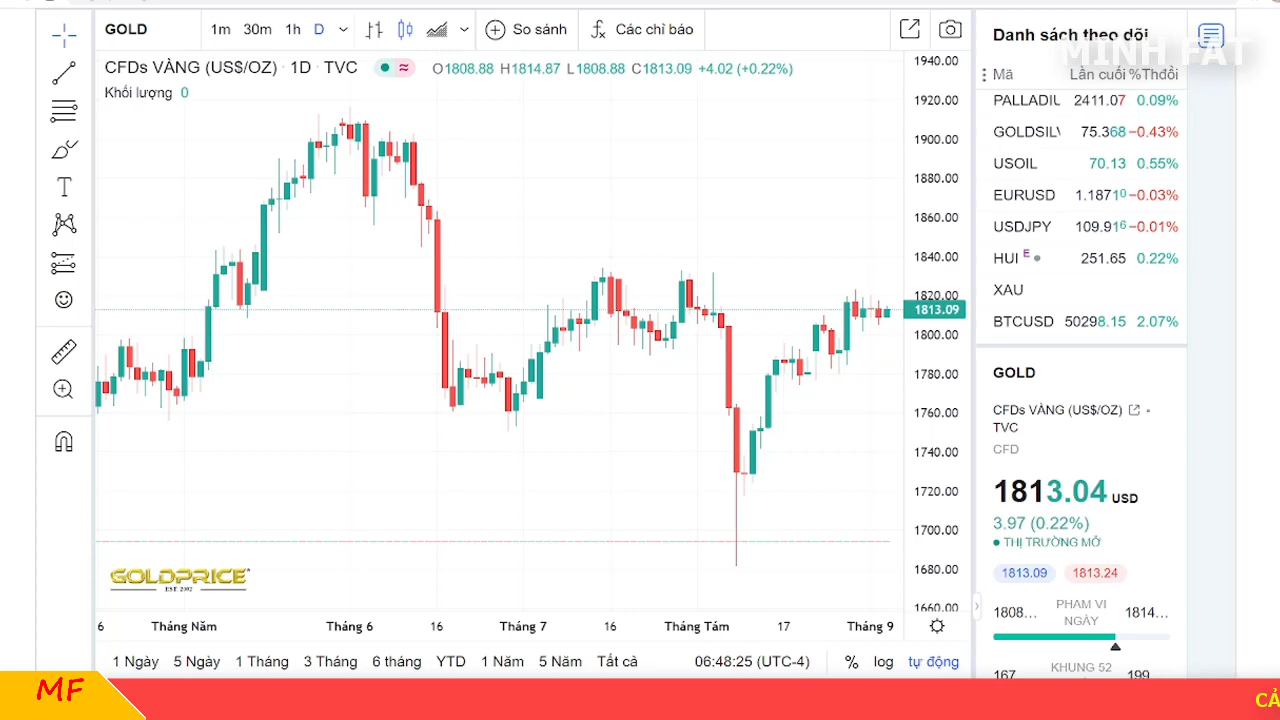 GOLD 1m 30m 1h D So sánh Các chỉ báo
CFDs VÀNG (US$/OZ) · 1D · TVC O1808.88 H1814.87 L1808.88 C1813.09 +4.02 (+0.22%)
Khối lượng 0
1940.00
1920.00
1900.00
1880.00
1860.00
1840.00
1820.00
1813.09
1800.00
1780.00
1760.00
1740.00
1720.00
1700.00
1680.00
1660.00
GOLDPRICE
EST 2002
6 Tháng Năm Tháng 6 16 Tháng 7 16 Tháng Tám 17 Tháng 9
1 Ngày 5 Ngày 1 Tháng 3 Tháng 6 tháng YTD 1 Năm 5 Năm Tất cả 06:48:25 (UTC-4) % log tự động
Danh sách theo dõi
MINH FAT
Mã Lần cuối %Thđổi
PALLADIU 2411.07 0.09%
GOLDSILV 75.368 −0.43%
USOIL 70.13 0.55%
EURUSD 1.18710 −0.03%
USDJPY 109.916 −0.01%
HUI E 251.65 0.22%
XAU
BTCUSD 50298.15 2.07%
GOLD
CFDs VÀNG (US$/OZ)
TVC
CFD
1813.04 USD
3.97 (0.22%)
THỊ TRƯỜNG MỞ
1813.09 1813.24
1808... PHẠM VI NGÀY 1814...
167 KHUNG 52 199
MF
CẢ